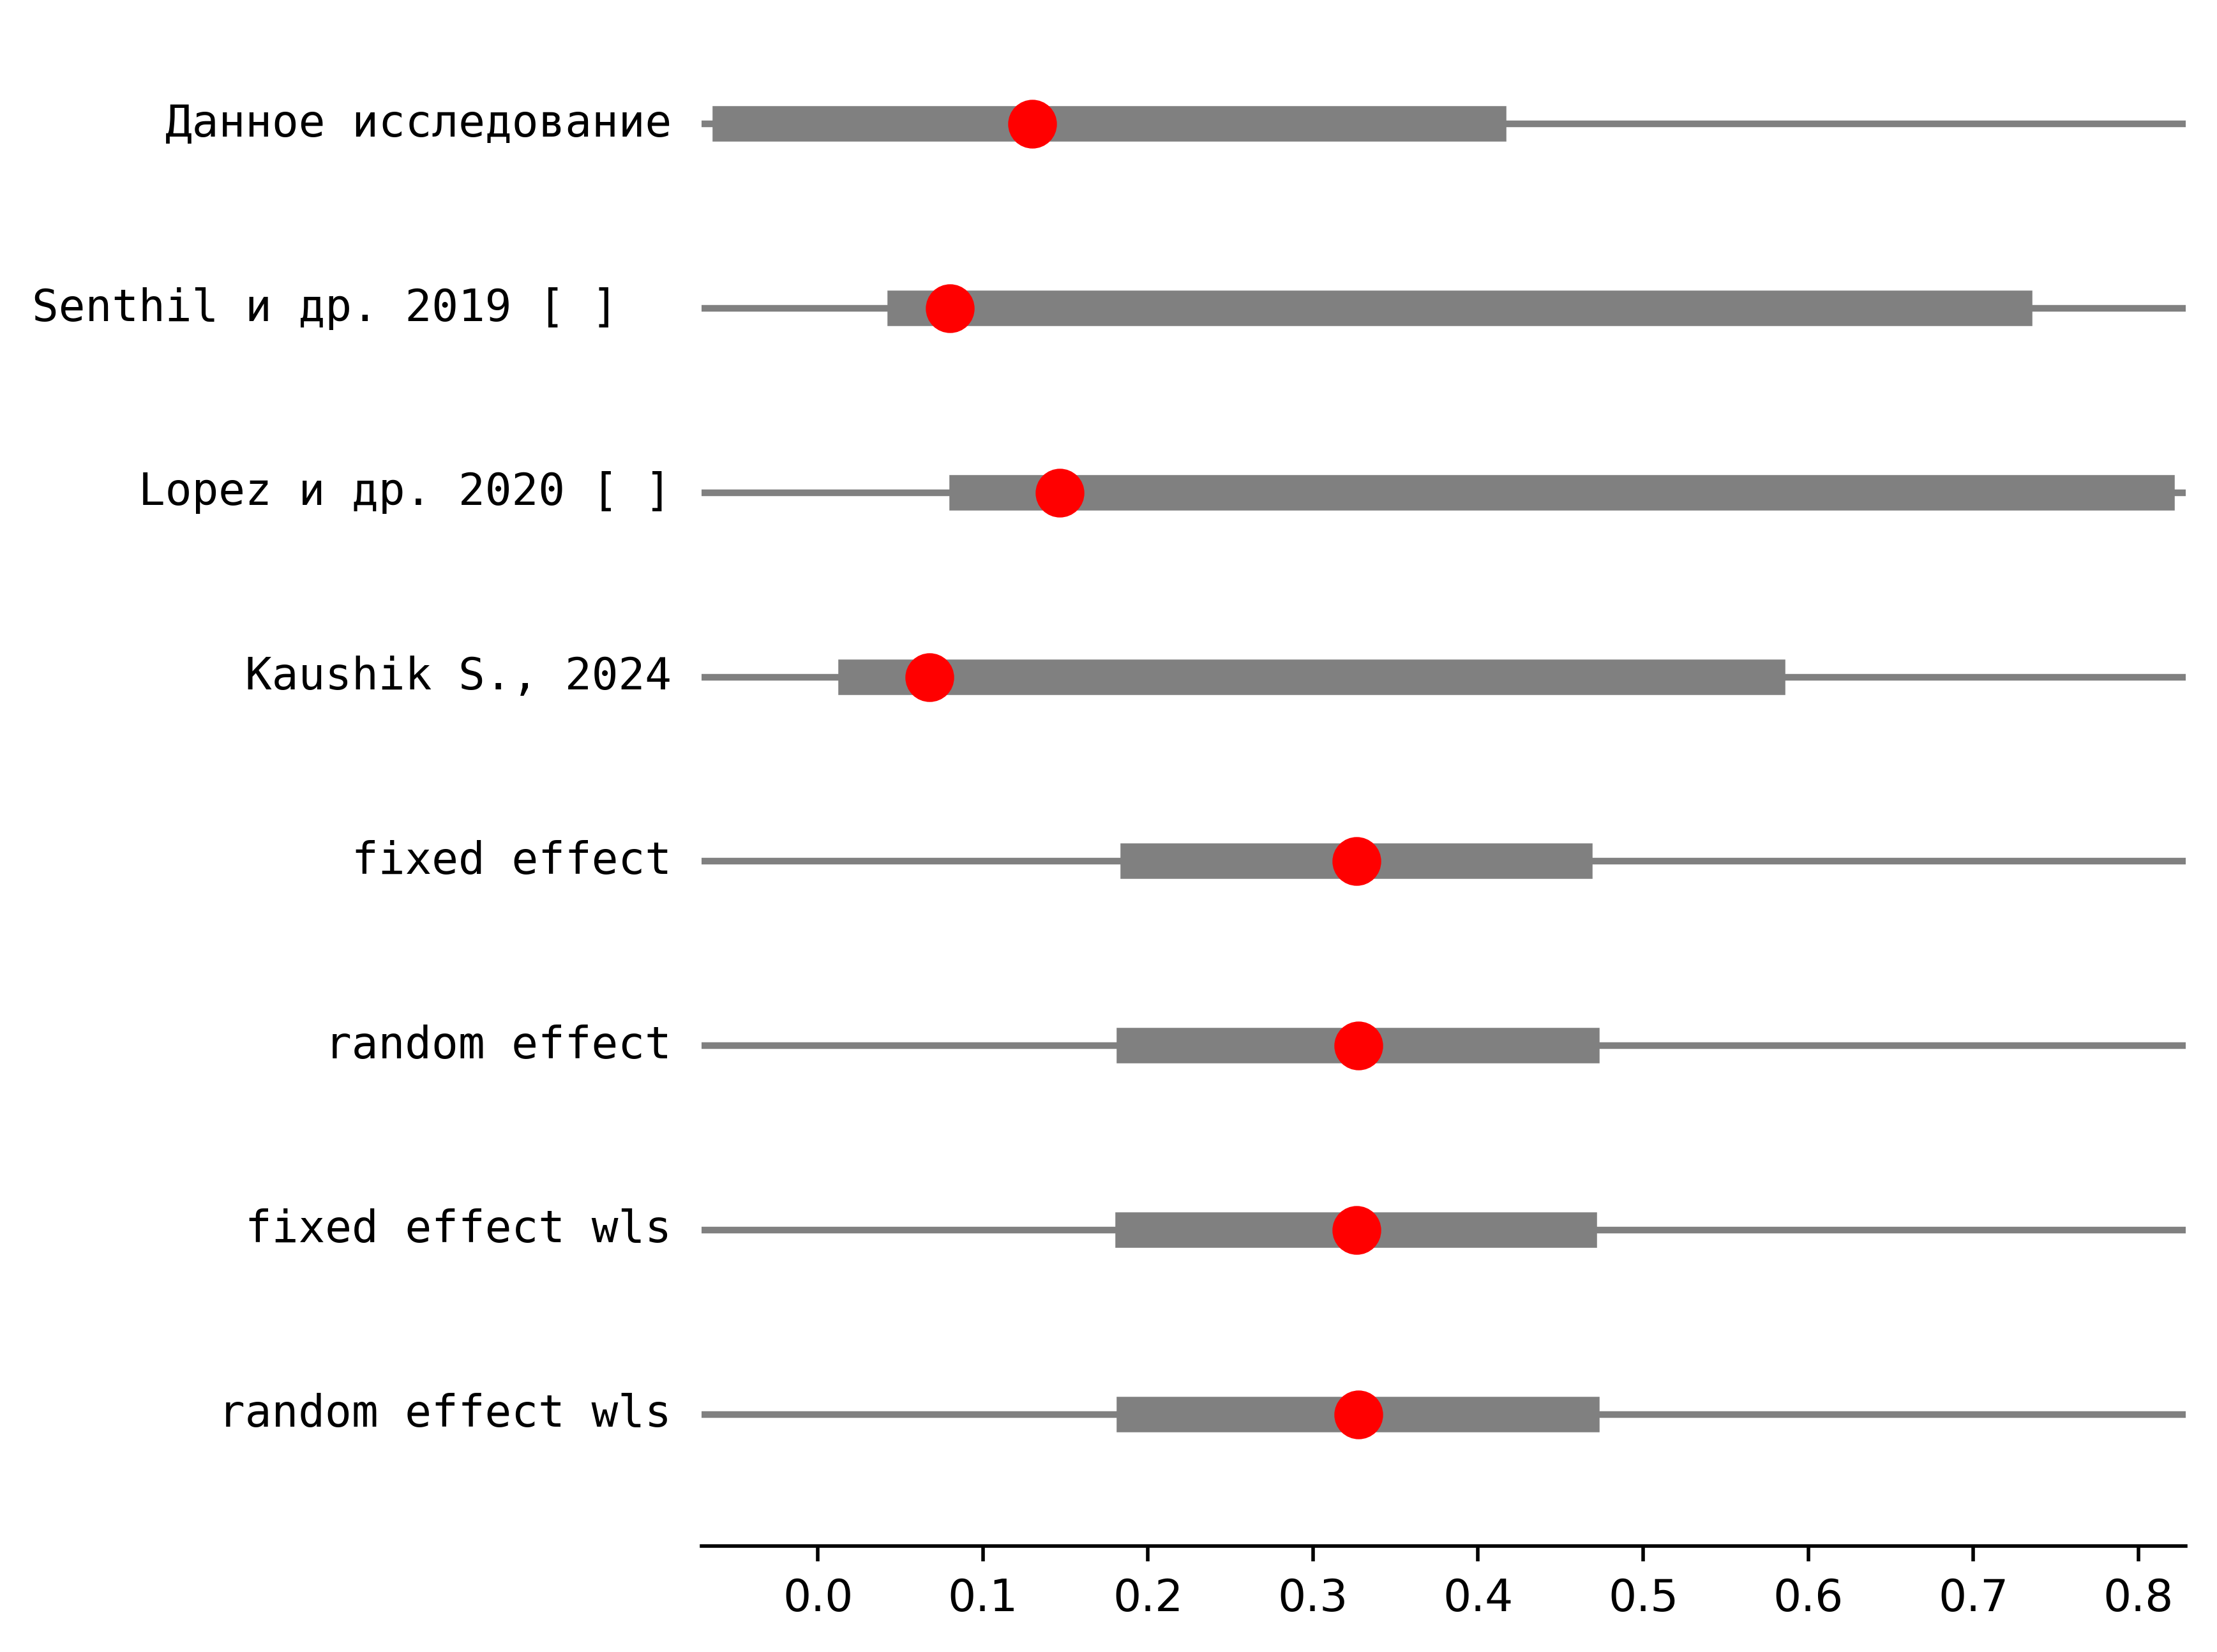 Данное исследование
Senthil и др. 2019 [ ]
Lopez и др. 2020 [ ]
Kaushik S., 2024
fixed effect
random effect
fixed effect wls
random effect wls
0.0 0.1 0.2 0.3 0.4 0.5 0.6 0.7 0.8